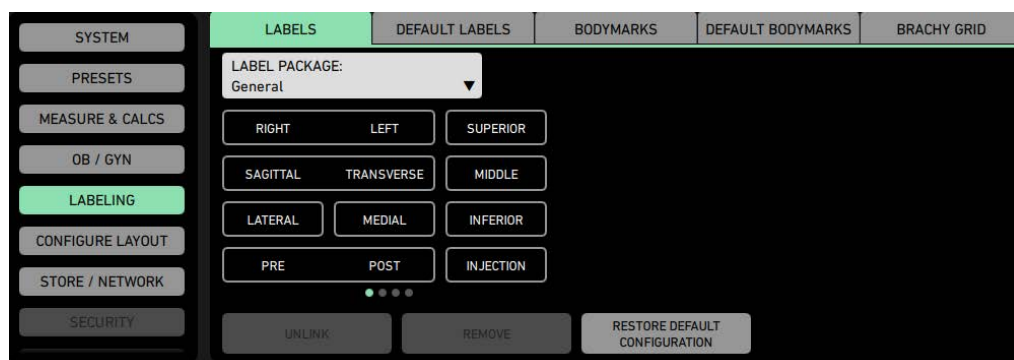 SYSTEM
PRESETS
MEASURE & CALCS
OB / GYN
LABELING
CONFIGURE LAYOUT
STORE / NETWORK
SECURITY
LABELS DEFAULT LABELS BODYMARKS DEFAULT BODYMARKS BRACHY GRID
LABEL PACKAGE:
General
RIGHT LEFT SUPERIOR
SAGITTAL TRANSVERSE MIDDLE
LATERAL MEDIAL INFERIOR
PRE POST INJECTION
UNLINK REMOVE RESTORE DEFAULT
CONFIGURATION